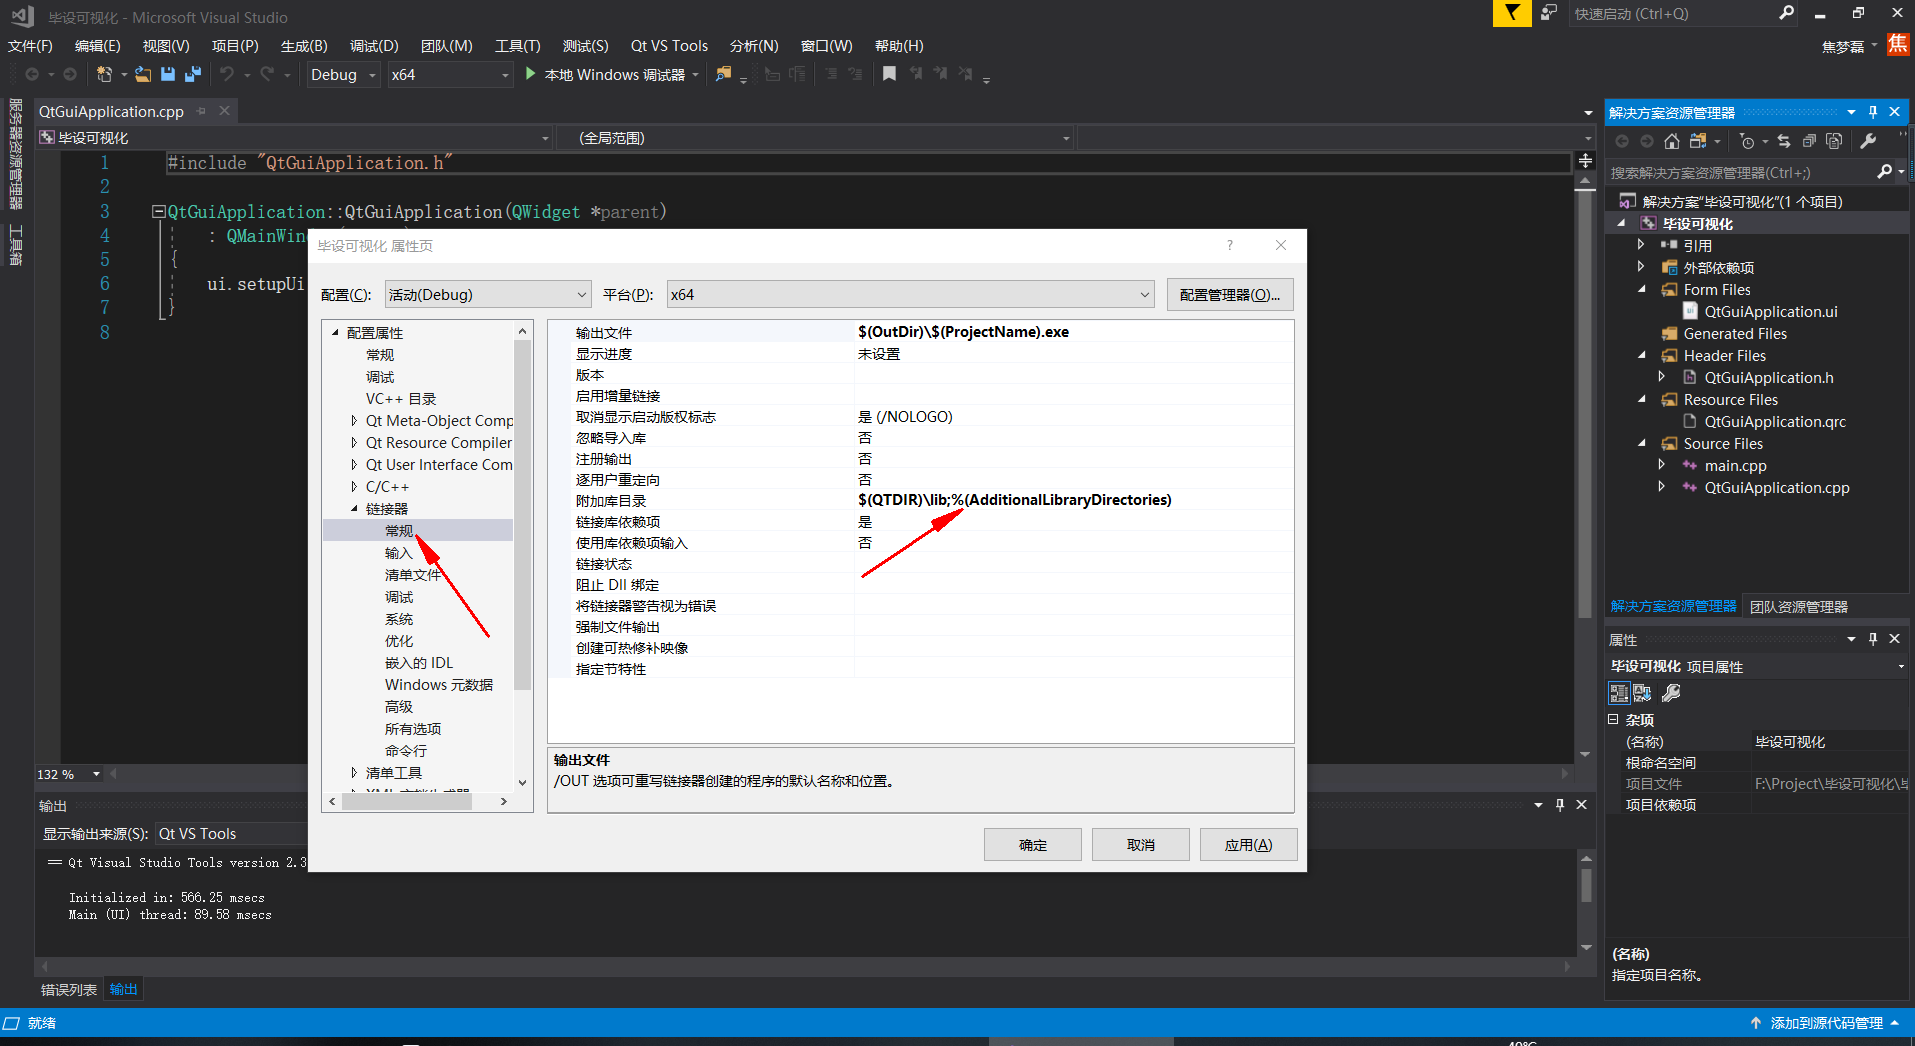 毕设可视化 - Microsoft Visual Studio
快速启动 (Ctrl+Q)
文件(F) 编辑(E) 视图(V) 项目(P) 生成(B) 调试(D) 团队(M) 工具(T) 测试(S) Qt VS Tools 分析(N) 窗口(W) 帮助(H)
焦梦磊 焦
Debug x64 本地 Windows 调试器
服务器资源管理器
工具箱
QtGuiApplication.cpp
毕设可视化 (全局范围)
1 #include "QtGuiApplication.h"
2
3 QtGuiApplication::QtGuiApplication(QWidget *parent)
4 : QMainWin
5 {
6 ui.setupUi
7 }
8
132 %
毕设可视化 属性页
?
配置(C): 活动(Debug) 平台(P): x64 配置管理器(O)...
配置属性
常规
调试
VC++ 目录
Qt Meta-Object Comp
Qt Resource Compiler
Qt User Interface Com
C/C++
链接器
常规
输入
清单文件
调试
系统
优化
嵌入的 IDL
Windows 元数据
高级
所有选项
命令行
清单工具
输出文件 $(OutDir)\$(ProjectName).exe
显示进度 未设置
版本
启用增量链接
取消显示启动版权标志 是 (/NOLOGO)
忽略导入库 否
注册输出 否
逐用户重定向 否
附加库目录 $(QTDIR)\lib;%(AdditionalLibraryDirectories)
链接库依赖项 是
使用库依赖项输入 否
链接状态
阻止 Dll 绑定
将链接器警告视为错误
强制文件输出
创建可热修补映像
指定节特性
输出文件
/OUT 选项可重写链接器创建的程序的默认名称和位置。
确定 取消 应用(A)
输出
显示输出来源(S): Qt VS Tools
== Qt Visual Studio Tools version 2.3
Initialized in: 566.25 msecs
Main (UI) thread: 89.58 msecs
错误列表 输出
解决方案资源管理器
搜索解决方案资源管理器(Ctrl+;)
解决方案"毕设可视化"(1 个项目)
毕设可视化
引用
外部依赖项
Form Files
QtGuiApplication.ui
Generated Files
Header Files
QtGuiApplication.h
Resource Files
QtGuiApplication.qrc
Source Files
main.cpp
QtGuiApplication.cpp
解决方案资源管理器 团队资源管理器
属性
毕设可视化 项目属性
杂项
(名称) 毕设可视化
根命名空间
项目文件 F:\Project\毕设可视化\
项目依赖项
(名称)
指定项目名称。
就绪
添加到源代码管理